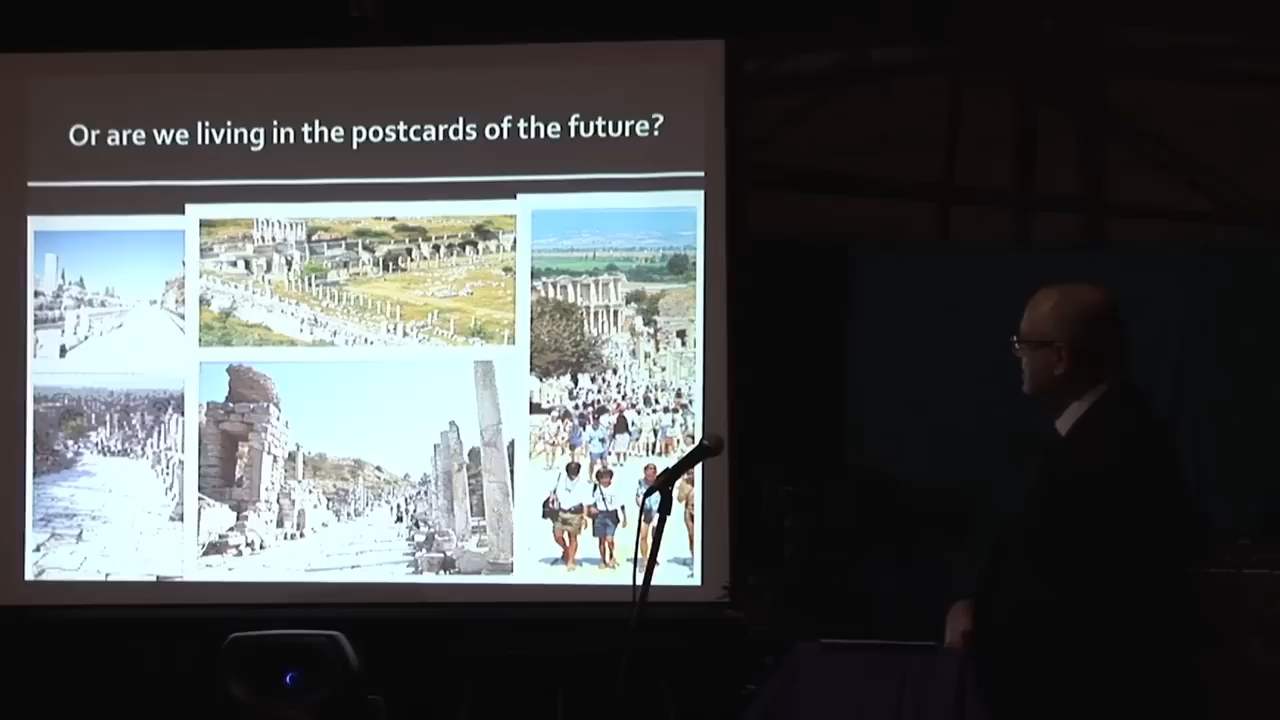 Or are we living in the postcards of the future?